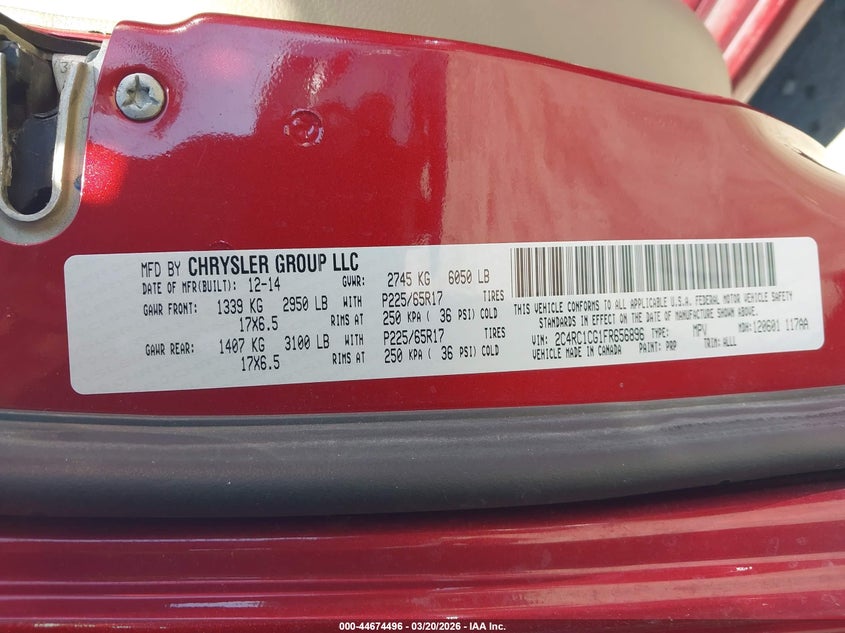 MFD BY CHRYSLER GROUP LLC
DATE OF MFR(BUILT): 12-14 GVWR: 2745 KG 6050 LB
GAWR FRONT: 1339 KG 2950 LB WITH P225/65R17 TIRES
17X6.5 RIMS AT 250 KPA ( 36 PSI) COLD
GAWR REAR: 1407 KG 3100 LB WITH P225/65R17 TIRES
17X6.5 RIMS AT 250 KPA ( 36 PSI) COLD
THIS VEHICLE CONFORMS TO ALL APPLICABLE U.S.A. FEDERAL MOTOR VEHICLE SAFETY
STANDARDS IN EFFECT ON THE DATE OF MANUFACTURE SHOWN ABOVE.
VIN: 2C4RC1CG1FR656896 TYPE: MPV MDH: 120601 117AA
VEHICLE MADE IN CANADA PAINT: PRP TRIM: ALLL
000-44674496 - 03/20/2026 - IAA Inc.